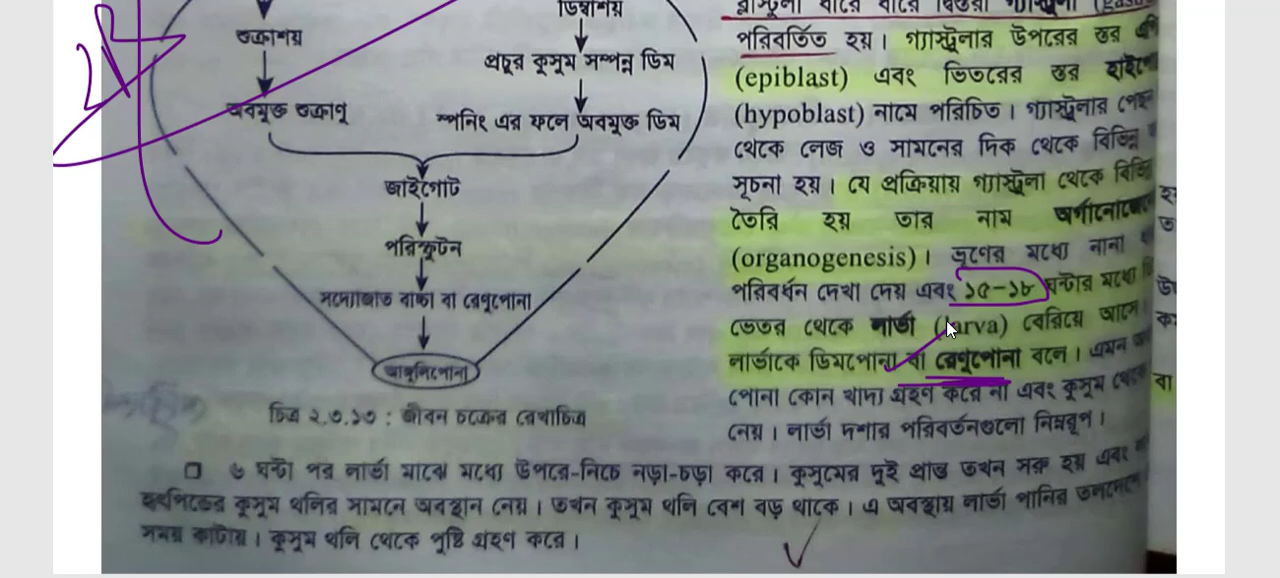 ডিম্বাশয়
শুক্রাশয়
প্রচুর কুসুম সম্পন্ন ডিম
অবমুক্ত শুক্রাণু
স্পনিং এর ফলে অবমুক্ত ডিম
জাইগোট
পরিস্ফুটন
সদ্যোজাত বাচ্চা বা রেণুপোনা
আঙ্গুলিপোনা
চিত্র ২.৩.১৩ : জীবন চক্রের রেখাচিত্র
পরিবর্তিত হয়। গ্যাস্ট্রুলার উপরের স্তর
(epiblast) এবং ভিতরের স্তর
(hypoblast) নামে পরিচিত। গ্যাস্ট্রুলার
থেকে লেজ ও সামনের দিক থেকে বিভিন্ন
সূচনা হয়। যে প্রক্রিয়ায় গ্যাস্ট্রুলা থেকে
তৈরি হয় তার নাম
(organogenesis)। ভ্রূণের মধ্যে নানা
পরিবর্ধন দেখা দেয় এবং ১৫-১৮ ঘন্টার মধ্যে
ভেতর থেকে লার্ভা (larva) বেরিয়ে আসে।
লার্ভাকে ডিমপোনা বা রেণুপোনা বলে। এমন
পোনা কোন খাদ্য গ্রহণ করে না এবং কুসুম থেকে
নেয়। লার্ভা দশার পরিবর্তনগুলো নিম্নরূপ।
৬ ঘন্টা পর লার্ভা মাঝে মধ্যে উপরে-নিচে নড়া-চড়া করে। কুসুমের দুই প্রান্ত তখন সরু হয় এবং
হৃৎপিণ্ডের কুসুম থলির সামনে অবস্থান নেয়। তখন কুসুম থলি বেশ বড় থাকে। এ অবস্থায় লার্ভা পানির তলদেশে
সময় কাটায়। কুসুম থলি থেকে পুষ্টি গ্রহণ করে।